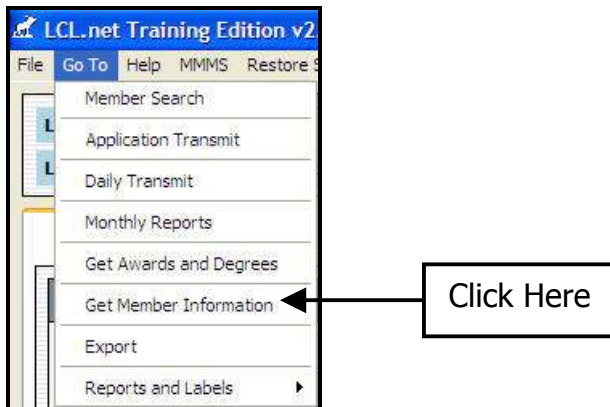 LCL.net Training Edition v2
File Go To Help MMMS Restore S
Member Search
L
Application Transmit
L
Daily Transmit
Monthly Reports
Get Awards and Degrees
Get Member Information
Click Here
Export
Reports and Labels